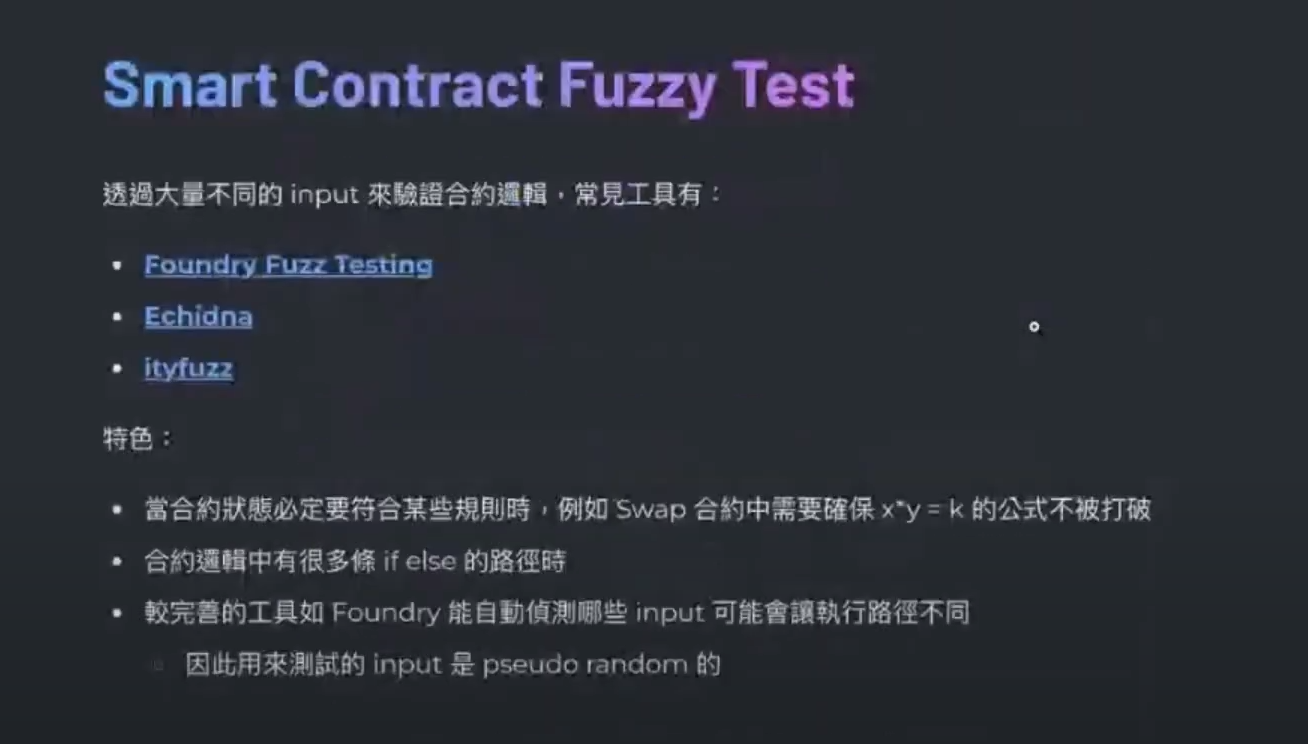 Smart Contract Fuzzy Test
透過大量不同的 input 來驗證合約邏輯，常見工具有：
Foundry Fuzz Testing
Echidna
ityfuzz
特色：
當合約狀態必定要符合某些規則時，例如 Swap 合約中需要確保 x*y = k 的公式不被打破
合約邏輯中有很多條 if else 的路徑時
較完善的工具如 Foundry 能自動偵測哪些 input 可能會讓執行路徑不同
因此用來測試的 input 是 pseudo random 的